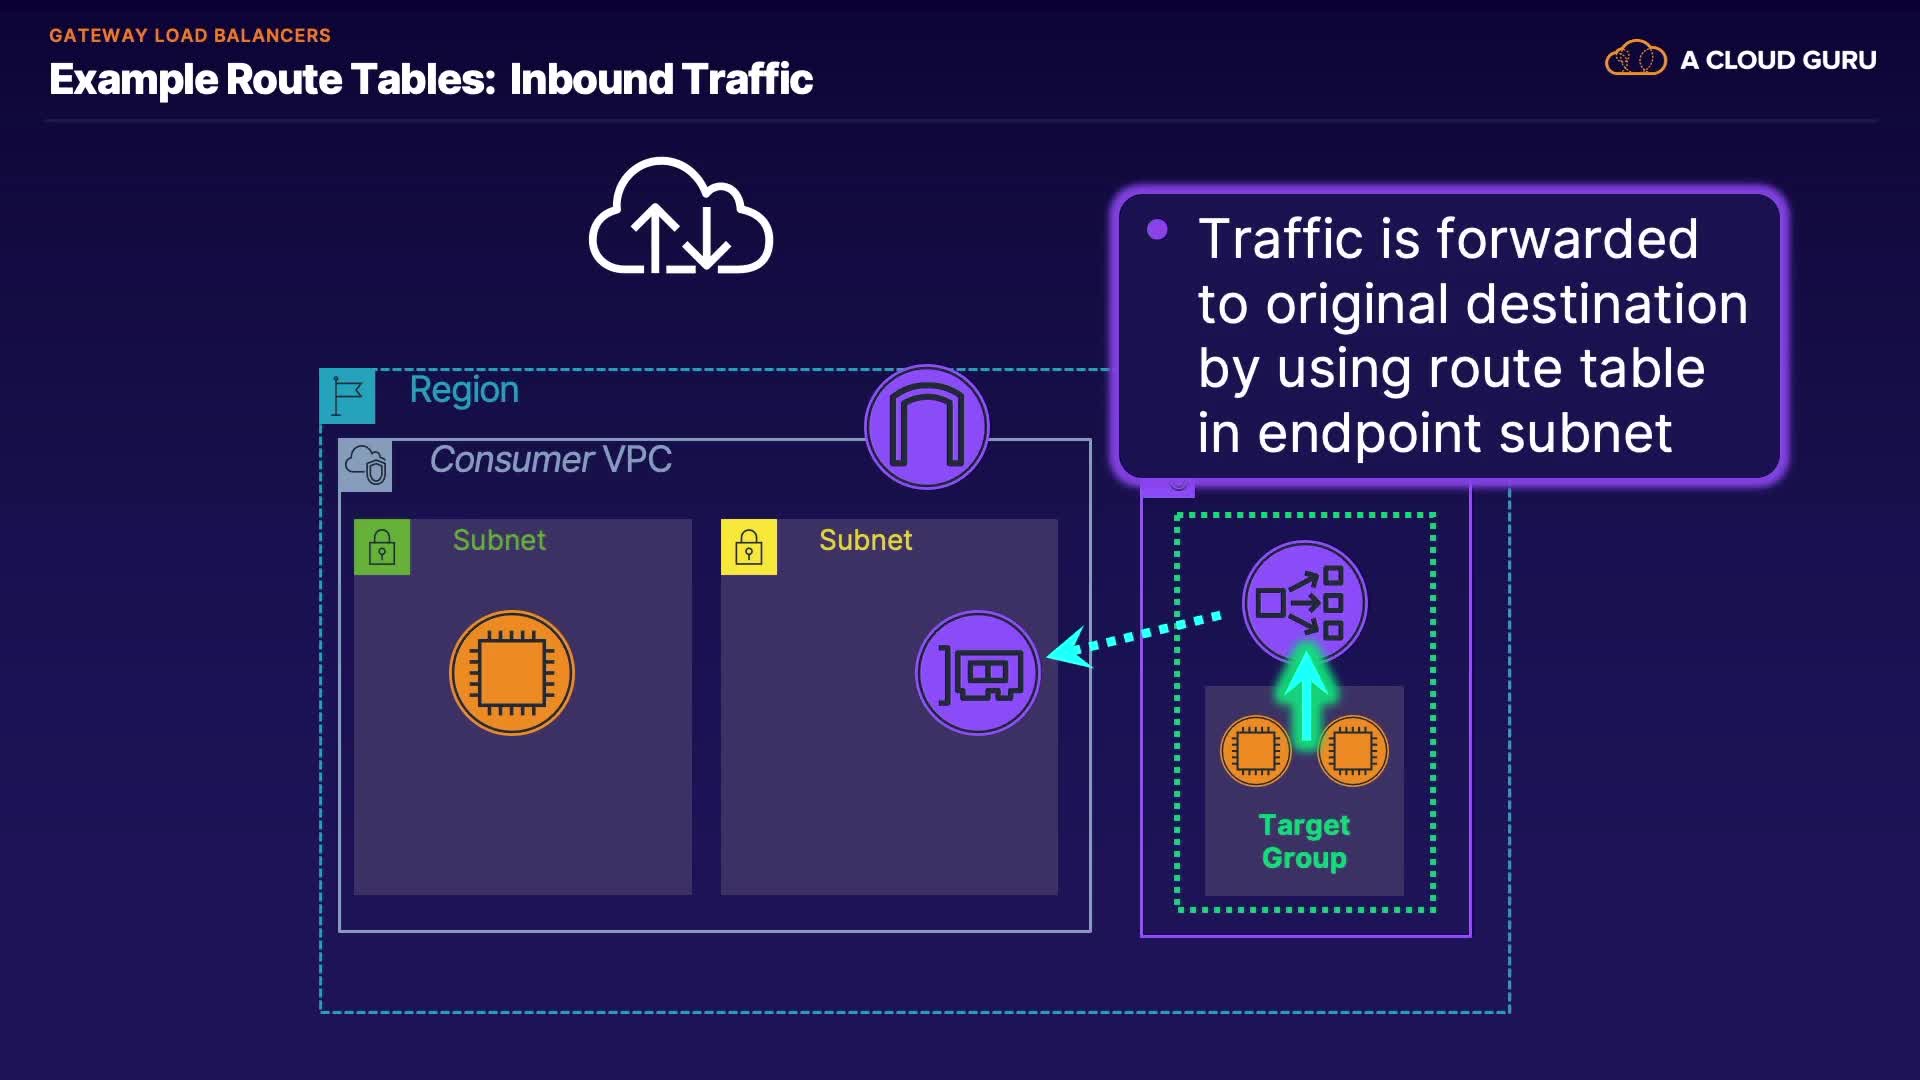 GATEWAY LOAD BALANCERS
Example Route Tables: Inbound Traffic
A CLOUD GURU
• Traffic is forwarded
to original destination
by using route table
in endpoint subnet
Region
Consumer VPC
Subnet
Subnet
Target
Group